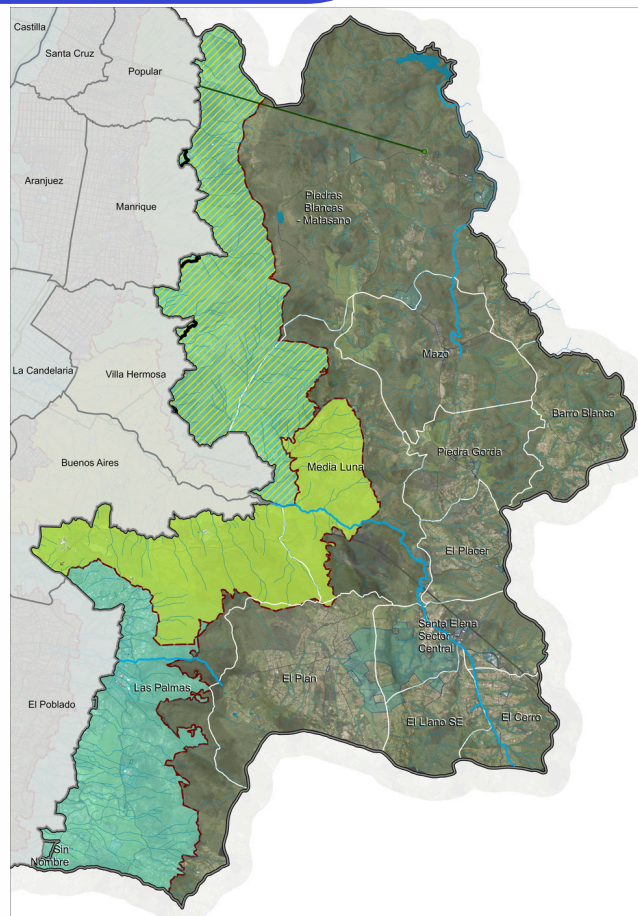 Castilla
Santa Cruz
Popular
Aranjuez
Manrique
Piedras
Blancas
- Matasano
La Candelaria
Villa Hermosa
Mazo
Barro Blanco
Buenos Aires
Media Luna
Piedra Gorda
El Placer
Santa Elena
Sector -
Central
El Plan
Las Palmas
El Poblado
El Llano SE
El Cerro
Sin
Nombre